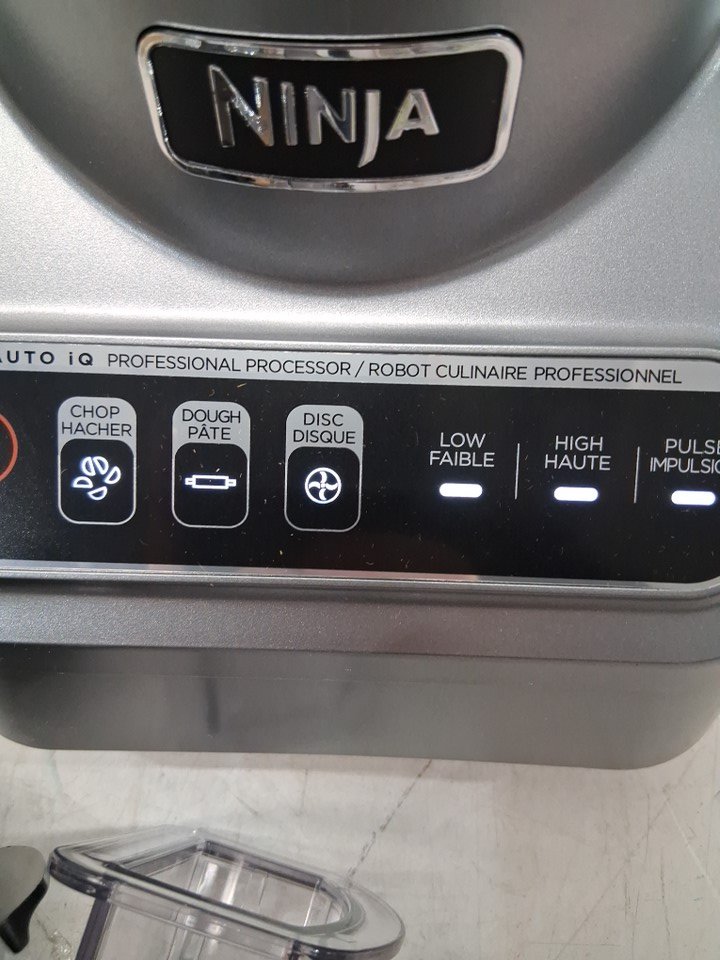 NINJA
AUTO iQ PROFESSIONAL PROCESSOR / ROBOT CULINAIRE PROFESSIONNEL
CHOP
HACHER
DOUGH
PÂTE
DISC
DISQUE
LOW
FAIBLE
HIGH
HAUTE
PULSE